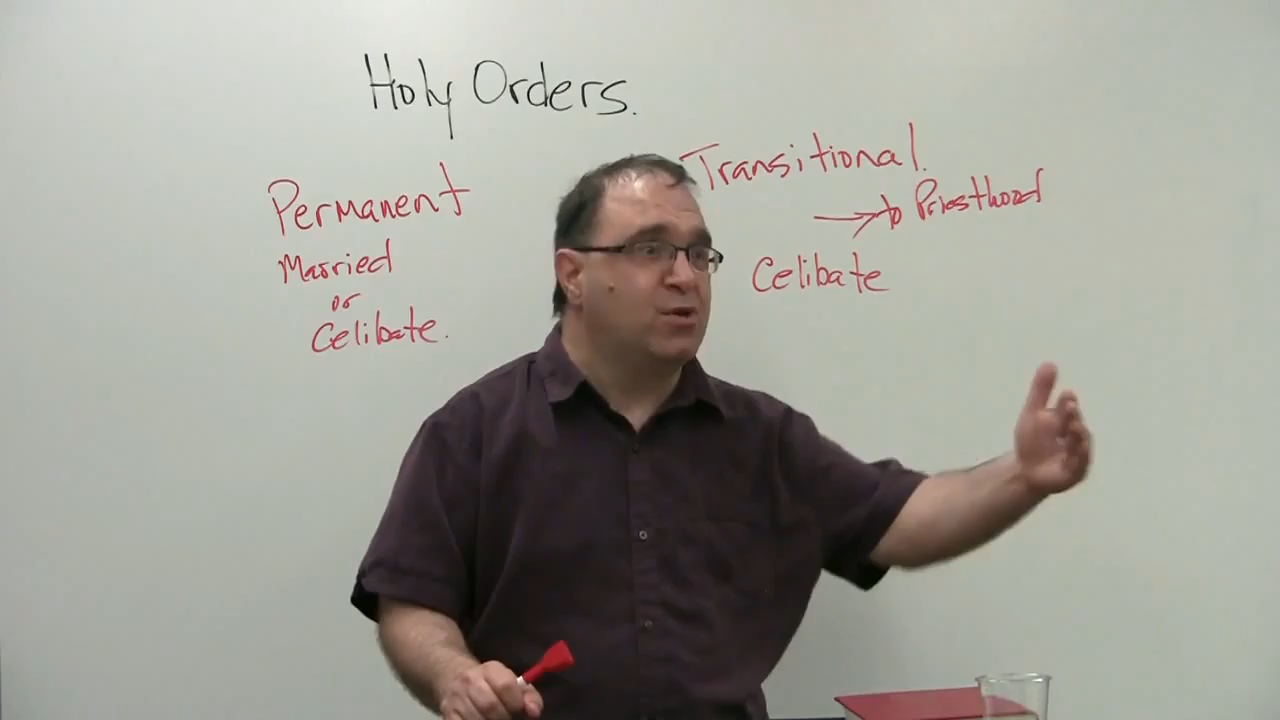 Holy Orders.
Permanent
Married
or
Celibate.
Transitional.
→ to Priesthood
Celibate